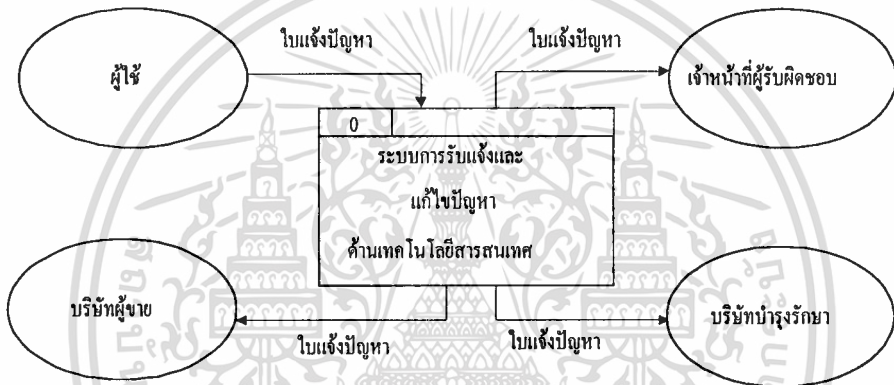 ใบแจ้งปัญหา
ใบแจ้งปัญหา
ผู้ใช้
เจ้าหน้าที่ผู้รับผิดชอบ
0
ระบบการรับแจ้งและ
แก้ไขปัญหา
ด้านเทคโนโลยีสารสนเทศ
บริษัทผู้ขาย
บริษัทบำรุงรักษา
ใบแจ้งปัญหา
ใบแจ้งปัญหา